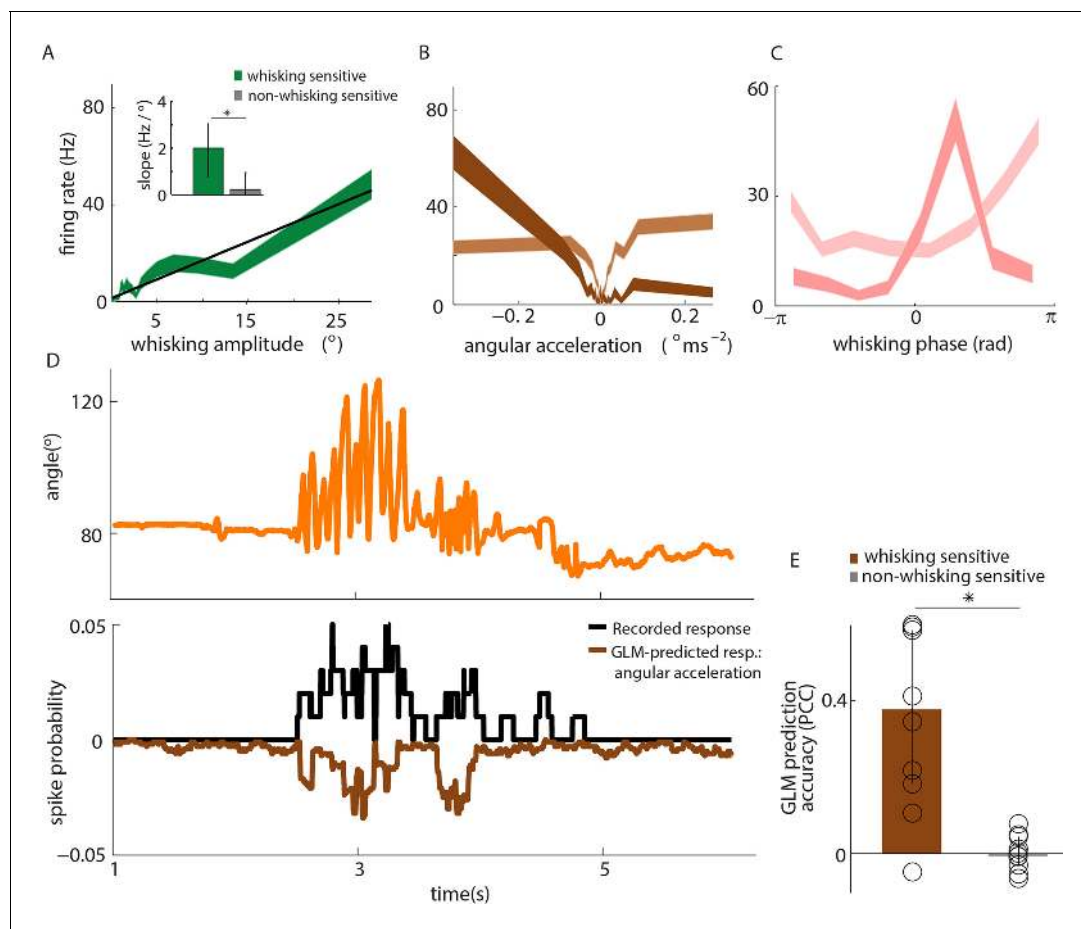 A
B
C
whisking sensitive
non-whisking sensitive
firing rate (Hz)
80
40
0
slope (Hz / °)
4
2
0
*
5
15
25
whisking amplitude (°)
80
40
0
−0.2
0
0.2
angular acceleration (°ms−2)
60
30
0
−π
0
π
whisking phase (rad)
D
angle(°)
120
80
3
5
spike probability
0.05
0
−0.05
Recorded response
GLM-predicted resp.:
angular acceleration
1
3
5
time(s)
E
whisking sensitive
non-whisking sensitive
*
GLM prediction
accuracy (PCC)
0.4
0